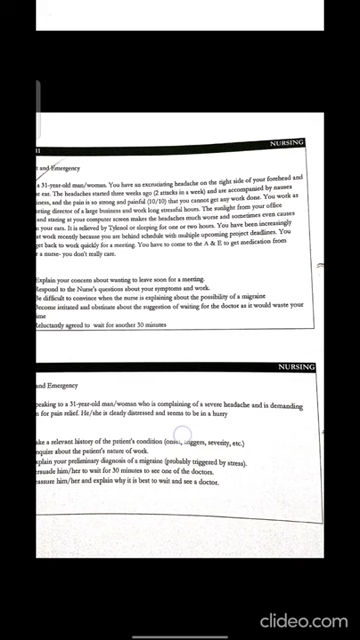 NURSING
t and Emergency
a 31-year-old man/woman. You have an excruciating headache on the right side of your forehead and
e ear. The headaches started three weeks ago (2 attacks in a week) and are accompanied by nausea
iness, and the pain is so strong and painful (10/10) that you cannot get any work done. You work as
eting director of a large business and work long stressful hours. The sunlight from your office
and staring at your computer screen makes the headaches much worse and sometimes even causes
n your ears. It is relieved by Tylenol or sleeping for one or two hours. You have been increasingly
at work recently because you are behind schedule with multiple upcoming project deadlines. You
get back to work quickly for a meeting. You have to come to the A & E to get medication from
r a nurse- you don't really care.
Explain your concern about wanting to leave soon for a meeting.
Respond to the Nurse's questions about your symptoms and work.
Be difficult to convince when the nurse is explaining about the possibility of a migraine
Become irritated and obstinate about the suggestion of waiting for the doctor as it would waste your
ime
Reluctantly agreed to wait for another 30 minutes
NURSING
and Emergency
peaking to a 31-year-old man/woman who is complaining of a severe headache and is demanding
n for pain relief. He/she is clearly distressed and seems to be in a hurry
ake a relevant history of the patient's condition (onset, triggers, severity, etc.)
nquire about the patient's nature of work.
xplain your preliminary diagnosis of a migraine (probably triggered by stress).
ersuade him/her to wait for 30 minutes to see one of the doctors.
eassure him/her and explain why it is best to wait and see a doctor.
clideo.com